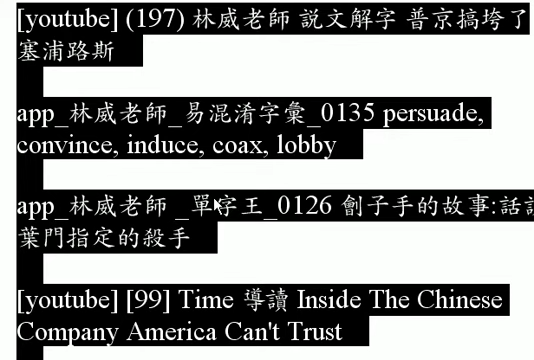 [youtube] (197) 林威老師 説文解字 普京搞垮了
塞浦路斯
app_林威老師_易混淆字彙_0135 persuade,
convince, induce, coax, lobby
app_林威老師 _單字王_0126 劊子手的故事:話說
葉門指定的殺手
[youtube] [99] Time 導讀 Inside The Chinese
Company America Can't Trust